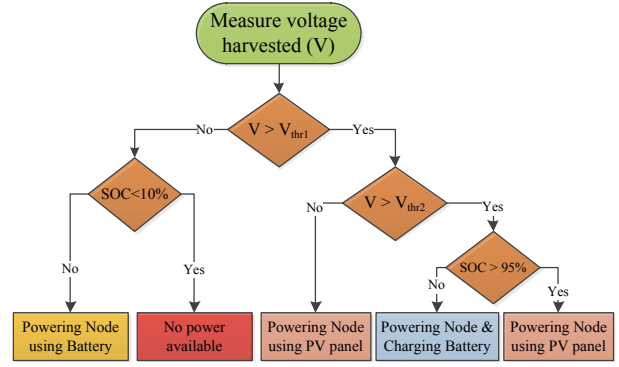 Measure voltage
harvested (V)
V > Vthr1
No
Yes
SOC<10%
V > Vthr2
No
Yes
SOC > 95%
No
Yes
No
Yes
Powering Node
using Battery
No power
available
Powering Node
using PV panel
Powering Node &
Charging Battery
Powering Node
using PV panel